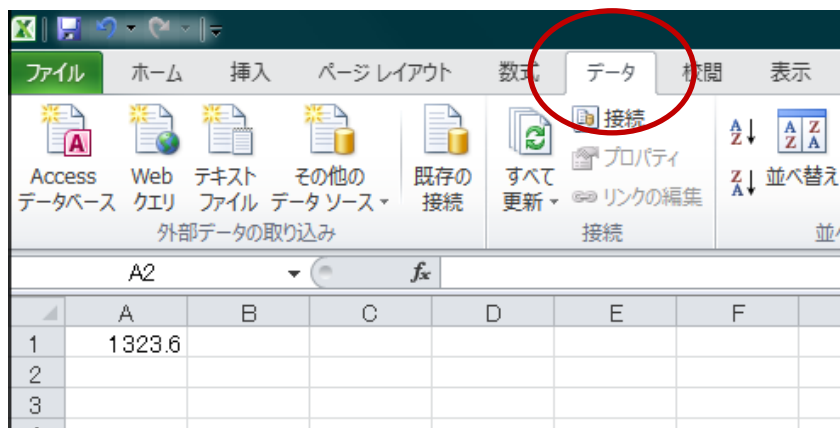 ファイル ホーム 挿入 ページ レイアウト 数式 データ 校閲 表示
Access データベース
Web クエリ
テキスト ファイル
その他の データ ソース
既存の 接続
外部データの取り込み
すべて 更新
接続
プロパティ
リンクの編集
接続
A Z
Z A
A Z Z A
並べ替え
A2 fx
A B C D E F
1 1323.6
2
3